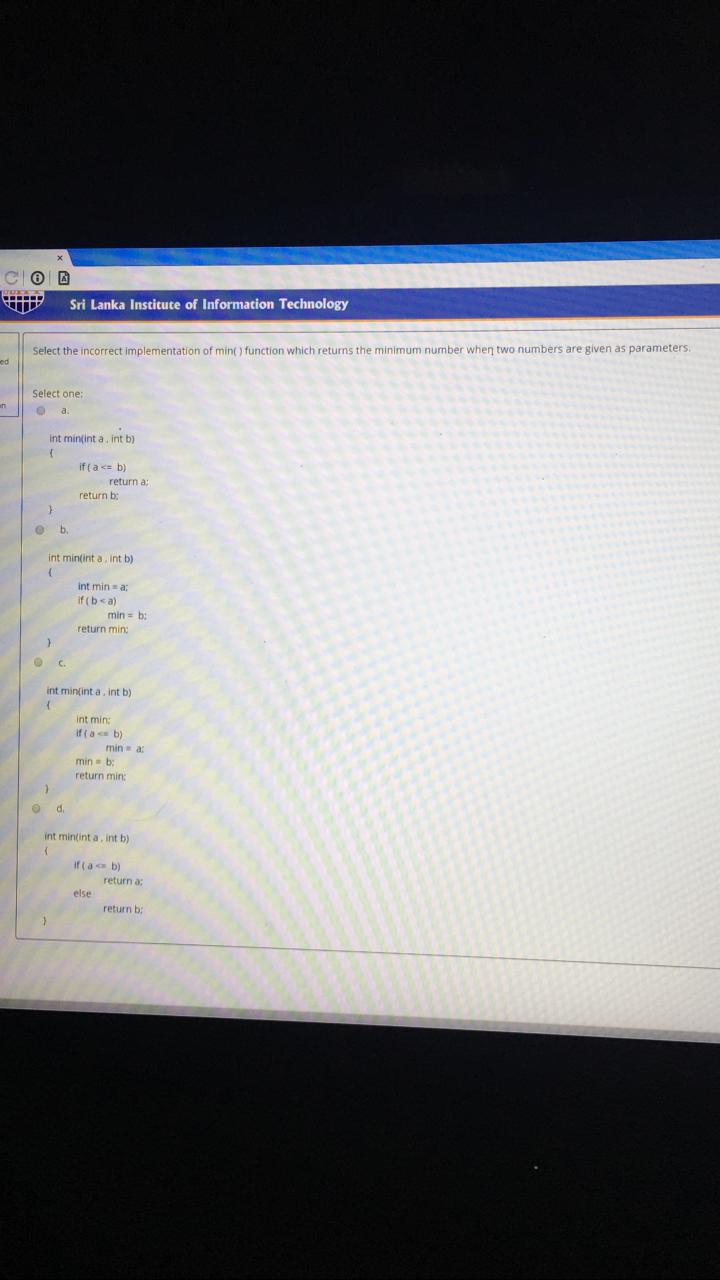 x
Sri Lanka Institute of Information Technology
ed
Select the incorrect implementation of min( ) function which returns the minimum number when two numbers are given as parameters.
Select one:
a.
int min(int a , int b)
{
if ( a <= b)
return a;
return b;
}
b.
int min(int a , int b)
{
int min = a;
if ( b < a)
min = b;
return min;
}
c.
int min(int a , int b)
{
int min;
if ( a <= b)
min = a;
min = b;
return min;
}
d.
int min(int a , int b)
{
if ( a <= b)
return a;
else
return b;
}